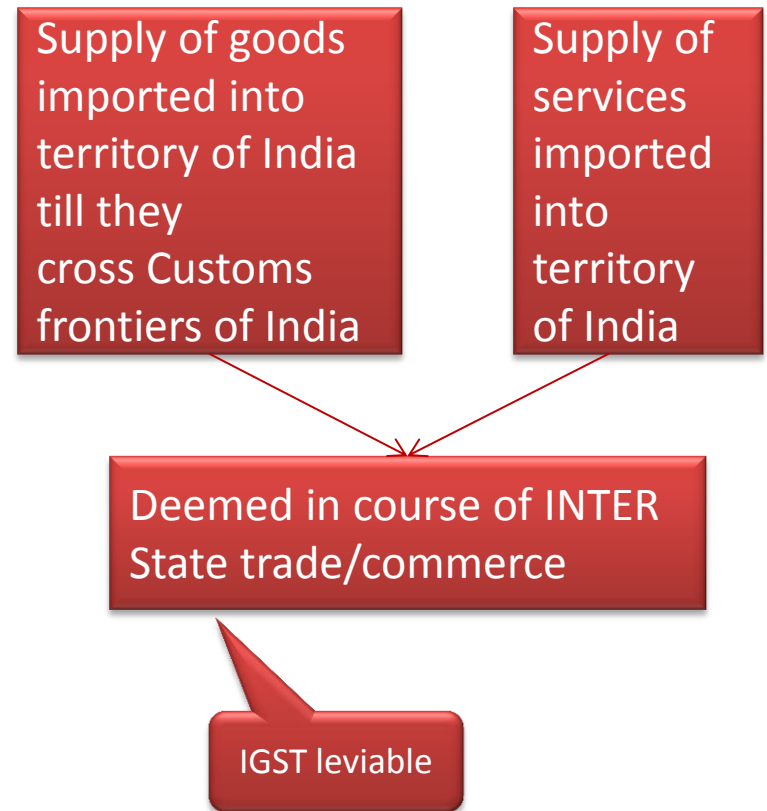 Supply of goods
imported into
territory of India
till they
cross Customs
frontiers of India
Supply of
services
imported
into
territory
of India
Deemed in course of INTER
State trade/commerce
IGST leviable